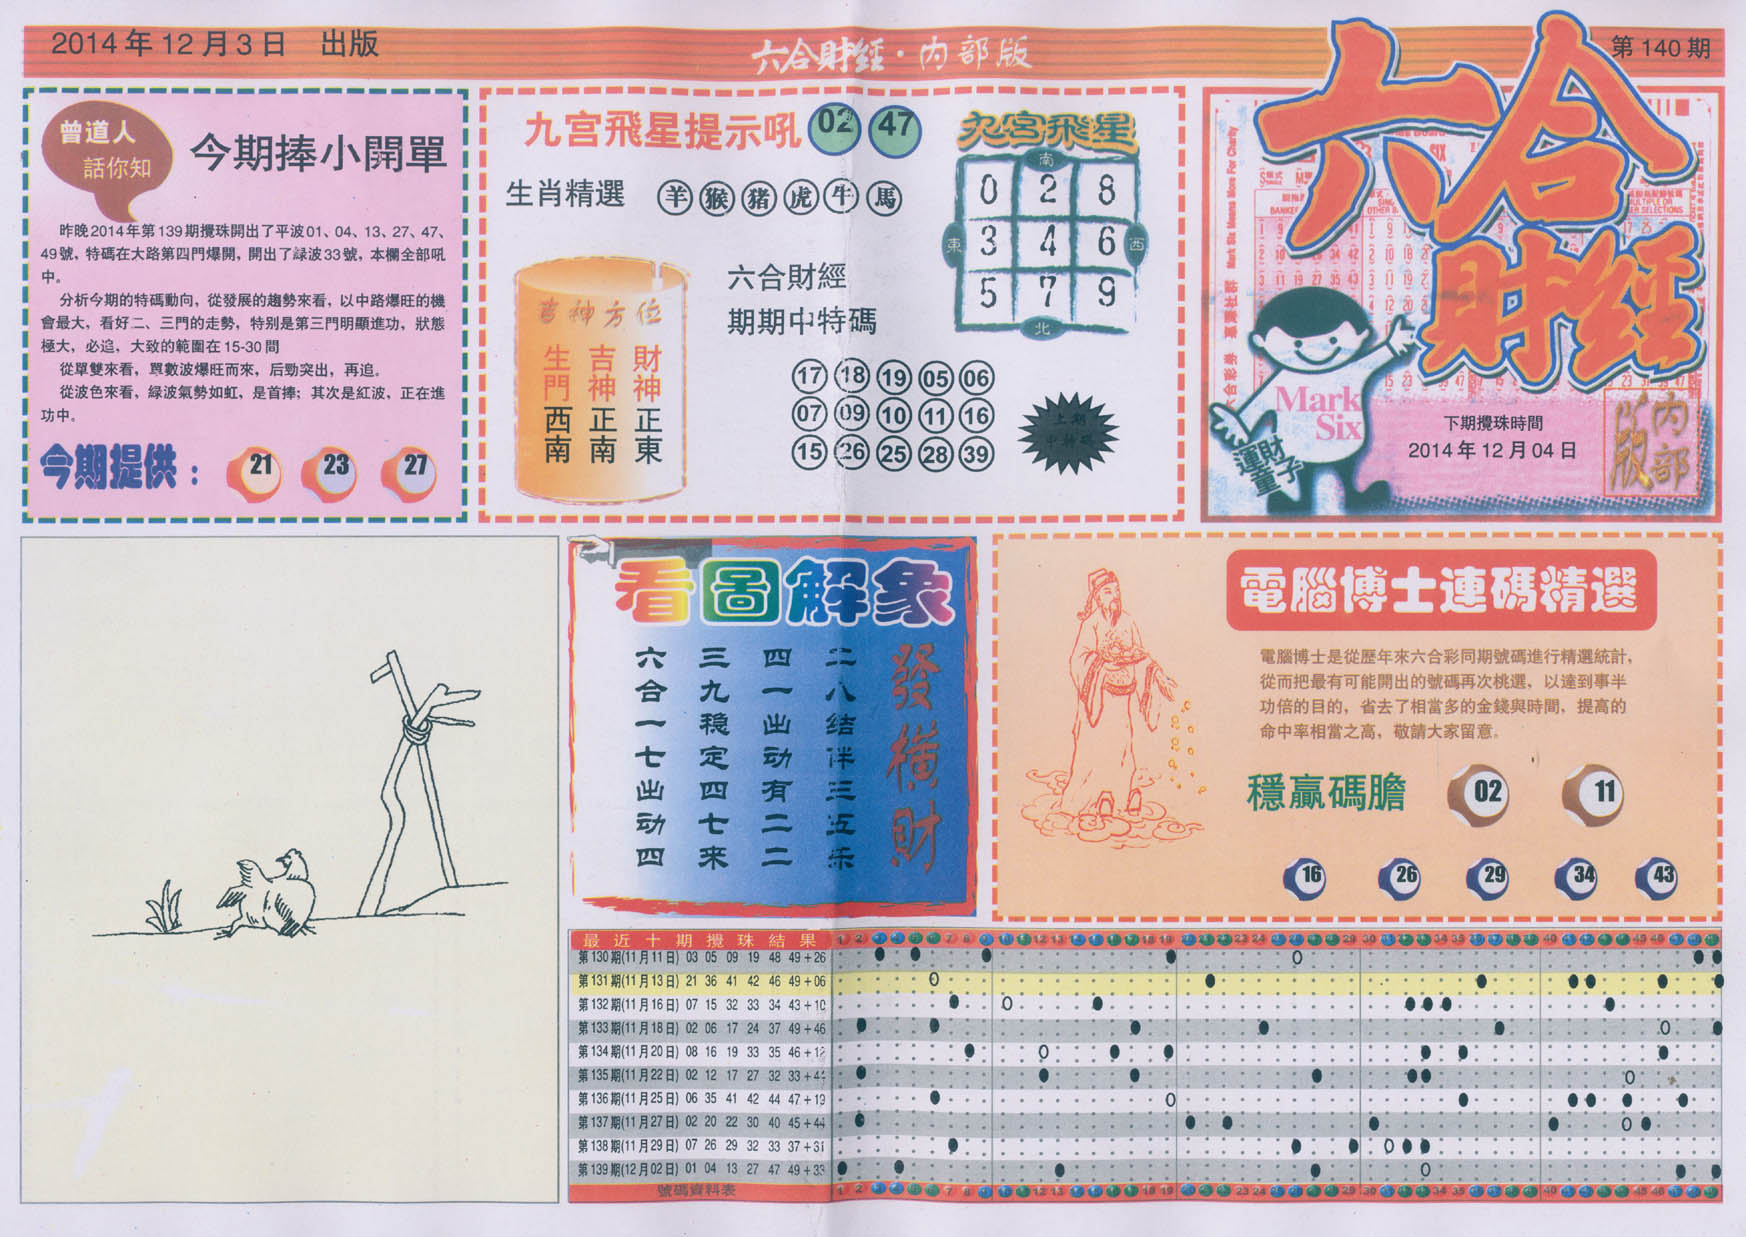 2014年12月3日 出版
六合財經·内部版
第140期
曾道人
話你知
今期捧小開單
昨晚2014年第139期攪珠開出了平波01、04、13、27、47、
49號，特碼在大路第四門爆開，開出了綠波33號，本欄全部吼
中。
分析今期的特碼動向，從發展的趨勢來看，以中路爆旺的機
會最大，看好二、三門的走勢，特別是第三門明顯進功，狀態
極大，必追，大致的範圍在15-30間
從單雙來看，單數波爆旺而來，后勁突出，再追。
從波色來看，綠波氣勢如虹，是首捧；其次是紅波，正在進
功中。
今期提供：
21 23 27
九宮飛星提示吼 02 47
生肖精選 羊 猴 猪 虎 牛 馬
吉神方位
生門西南
吉神正南
財神正東
六合財經
期期中特碼
17 18 19 05 06
07 09 10 11 16
15 26 25 28 39
九宮飛星
南
0 2 8
東 3 4 6 西
5 7 9
北
上期
中特碼
六合
財經
Mark Six
下期攪珠時間
2014年12月04日
内部版
運財童子
看圖解象
發橫財
二八结伴三五乐
四一出动有二二
三九稳定四七来
六合一七出动四
電腦博士連碼精選
電腦博士是從歷年來六合彩同期號碼進行精選統計，
從而把最有可能開出的號碼再次桃選，以達到事半
功倍的目的，省去了相當多的金錢與時間，提高的
命中率相當之高，敬請大家留意。
穩贏碼膽 02 11
16 26 29 34 43
最近十期攪珠結果
第130期(11月11日) 03 05 09 19 48 49+26
第131期(11月13日) 21 36 41 42 46 49+06
第132期(11月16日) 07 15 32 33 34 43+10
第133期(11月18日) 02 06 17 24 37 49+46
第134期(11月20日) 08 16 19 33 35 46+12
第135期(11月22日) 02 12 17 27 32 33+44
第136期(11月25日) 06 35 41 42 44 47+19
第137期(11月27日) 02 20 22 30 40 45+44
第138期(11月29日) 07 26 29 32 33 37+31
第139期(12月02日) 01 04 13 27 47 49+33
號碼資料表